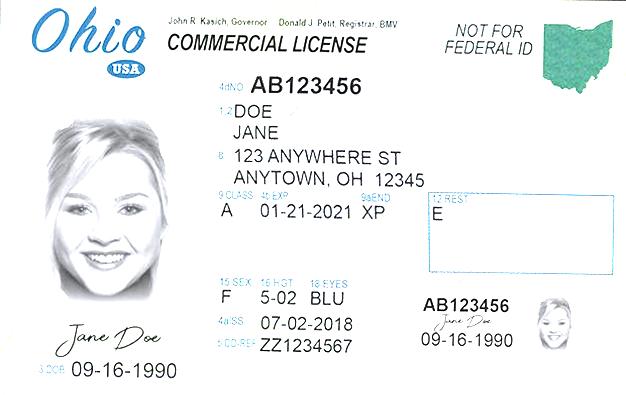 Ohio
USA
John R. Kasich, Governor Donald J. Petit, Registrar, BMV
COMMERCIAL LICENSE
NOT FOR
FEDERAL ID
4dNO AB123456
1,2 DOE
JANE
8 123 ANYWHERE ST
ANYTOWN, OH 12345
9 CLASS 4b EXP 9aEND 12 REST
A 01-21-2021 XP E
15 SEX 16 HGT 18 EYES
F 5-02 BLU
4a ISS 07-02-2018
5 DD-REF ZZ1234567
Jane Doe
3 DOB 09-16-1990
AB123456
Jane Doe
09-16-1990